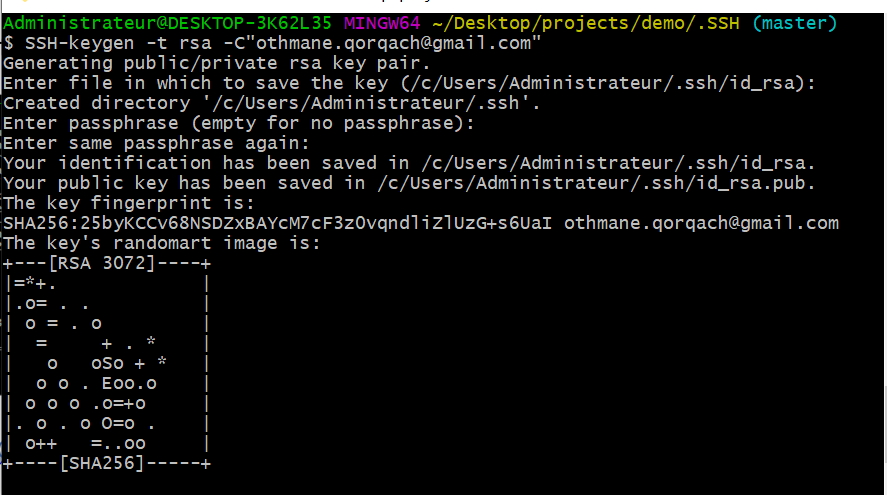 Administrateur@DESKTOP-3K62L35 MINGW64 ~/Desktop/projects/demo/.SSH (master)
$ SSH-keygen -t rsa -C"othmane.qorqach@gmail.com"
Generating public/private rsa key pair.
Enter file in which to save the key (/c/Users/Administrateur/.ssh/id_rsa):
Created directory '/c/Users/Administrateur/.ssh'.
Enter passphrase (empty for no passphrase):
Enter same passphrase again:
Your identification has been saved in /c/Users/Administrateur/.ssh/id_rsa.
Your public key has been saved in /c/Users/Administrateur/.ssh/id_rsa.pub.
The key fingerprint is:
SHA256:25byKCCv68NSDZxBAYcM7cF3z0vqndliZlUzG+s6UaI othmane.qorqach@gmail.com
The key's randomart image is:
+---[RSA 3072]----+
|=*+.             |
|.o= . .          |
| o = . o         |
|  =     + . *    |
|   o   oSo + *   |
|  o o . Eoo.o    |
| o o o .o=+o     |
|. o . o O=o .    |
| o++   =..oo     |
+----[SHA256]-----+